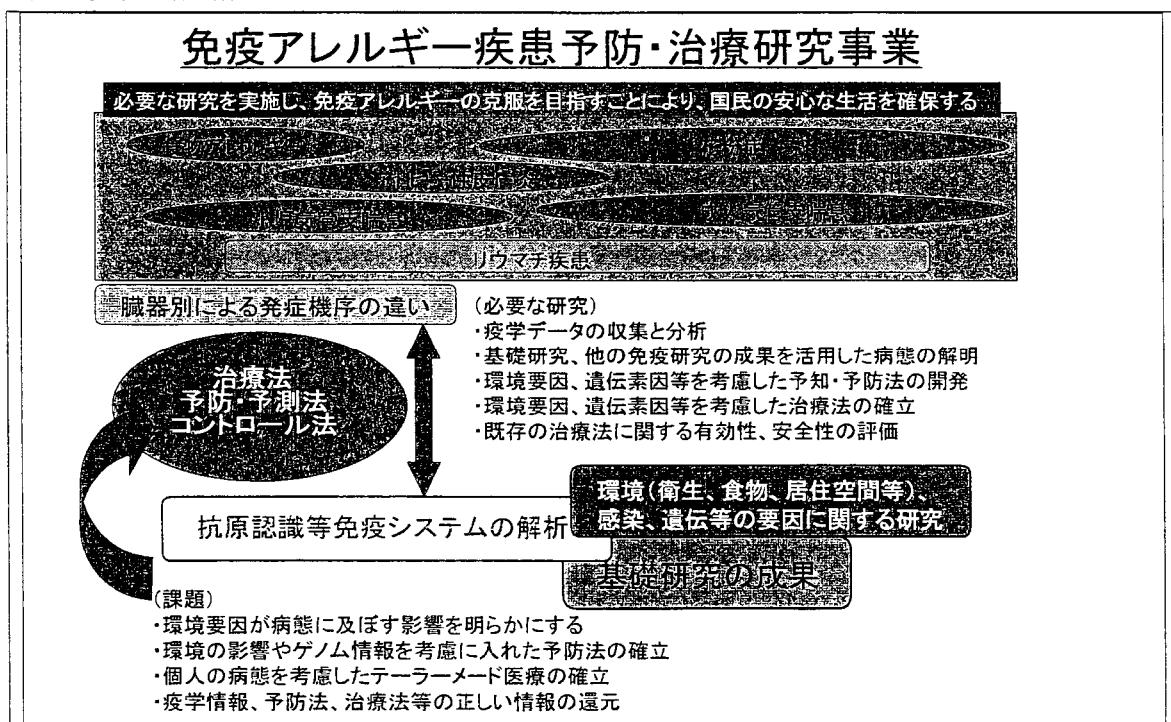 免疫アレルギー疾患予防・治療研究事業
必要な研究を実施し、免疫アレルギーの克服を目指すことにより、国民の安心な生活を確保する
リウマチ疾患
臓器別による発症機序の違い
(必要な研究)
・疫学データの収集と分析
・基礎研究、他の免疫研究の成果を活用した病態の解明
・環境要因、遺伝素因等を考慮した予知・予防法の開発
・環境要因、遺伝素因等を考慮した治療法の確立
・既存の治療法に関する有効性、安全性の評価
治療法
予防・予測法
コントロール法
環境(衛生、食物、居住空間等)、
感染、遺伝等の要因に関する研究
抗原認識等免疫システムの解析
基礎研究の成果
(課題)
・環境要因が病態に及ぼす影響を明らかにする
・環境の影響やゲノム情報を考慮に入れた予防法の確立
・個人の病態を考慮したテーラーメード医療の確立
・疫学情報、予防法、治療法等の正しい情報の還元